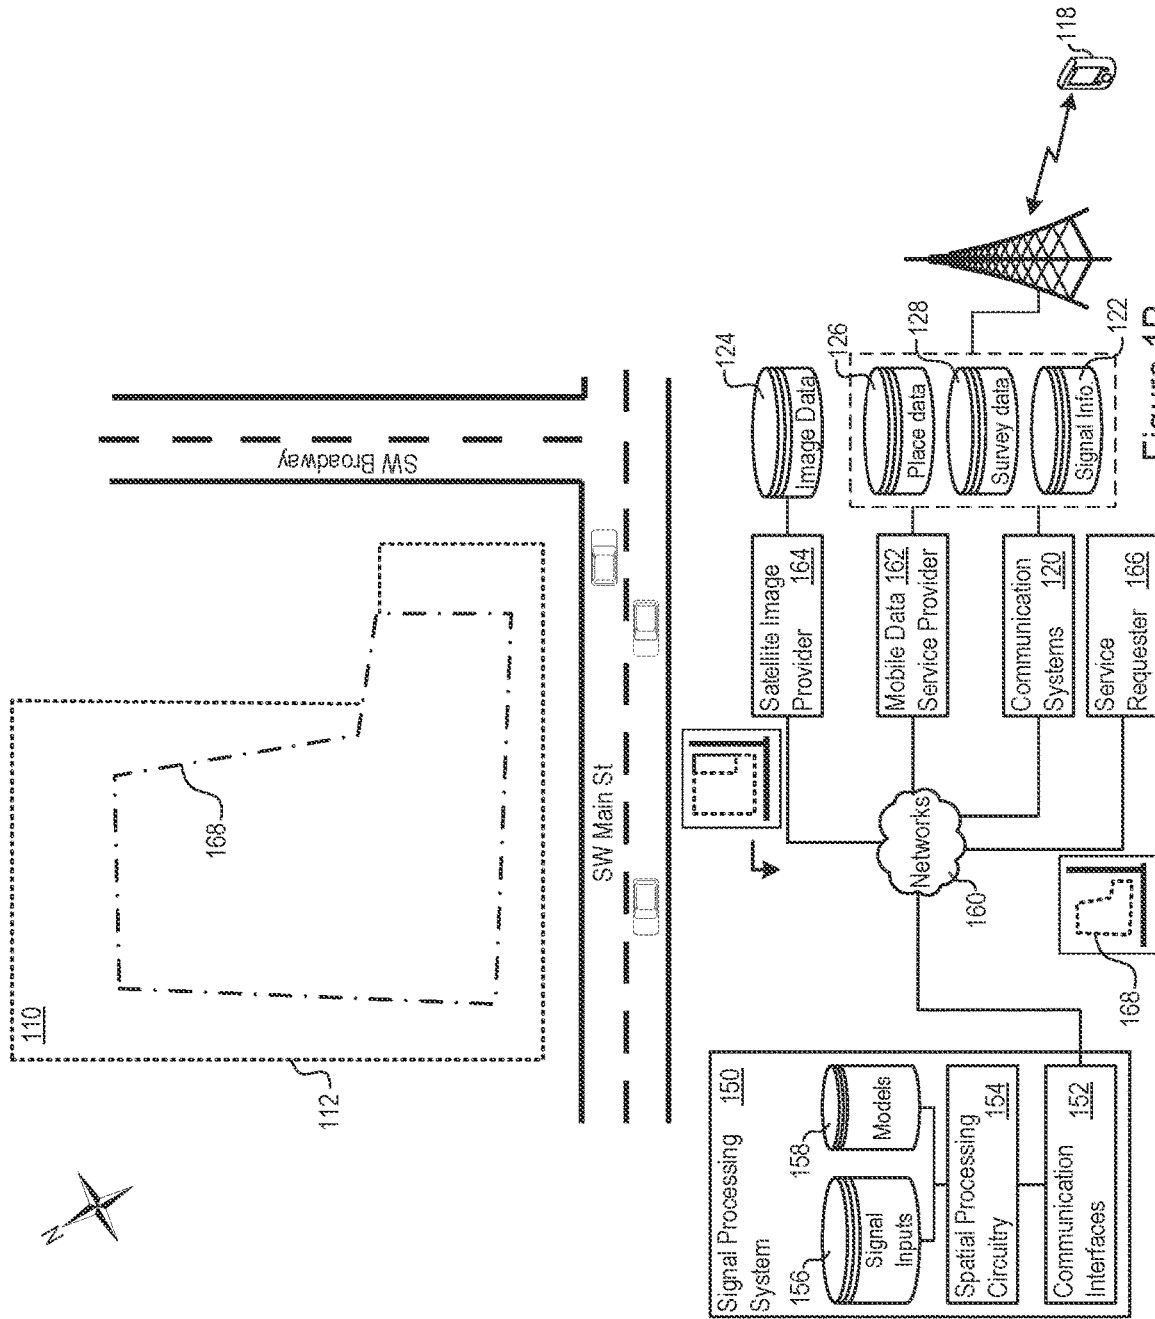 N
110
112
168
SW Broadway
SW Main St
Signal Processing 150
System
156
Signal
Inputs
158
Models
Spatial Processing
Circuitry 154
Communication
Interfaces 152
168
160
Networks
Satellite Image
Provider 164
Mobile Data 162
Service Provider
Communication
Systems 120
Service
Requester 166
124
Image Data
126
Place data
128
Survey data
122
Signal Info.
118